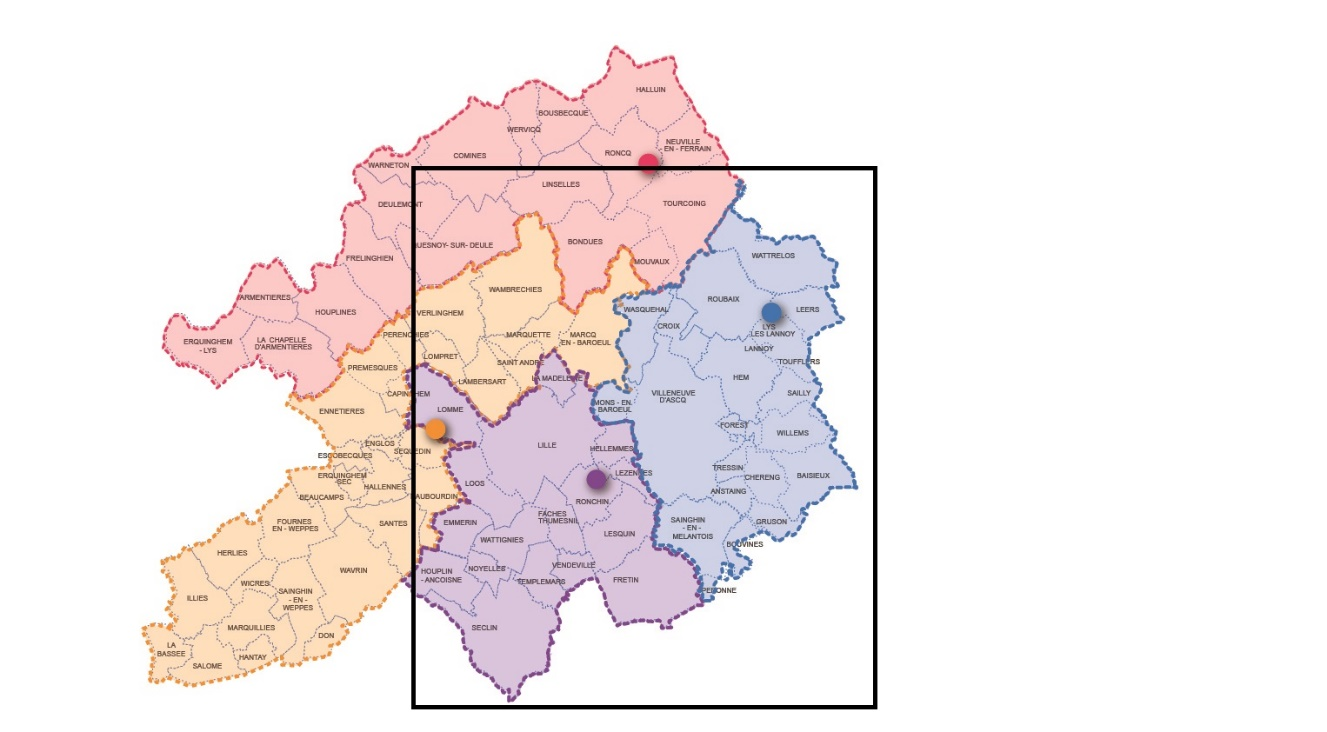 HALLUIN
BOUSBECQUE
WERVICQ
NEUVILLE
EN - FERRAIN
RONCQ
COMINES
WARNETON
LINSELLES
DEULEMONT
TOURCOING
UESNOY- SUR- DEULE
BONDUES
MOUVAUX
FRELINGHIEN
WATTRELOS
WAMBRECHIES
ARMENTIERES
ROUBAIX
HOUPLINES
VERLINGHEM
WASQUEHAL
LEERS
CROIX
LYS
LES LANNOY
PERENCHIES
MARQUETTE
MARCQ
EN - BAROEUL
ERQUINGHEM
- LYS
LA CHAPELLE
D'ARMENTIERES
LANNOY
LOMPRET
SAINT ANDRE
TOUFFLERS
PREMESQUES
LAMBERSART
LA MADELEINE
HEM
CAPINGHEM
VILLENEUVE
D'ASCQ
SAILLY
MONS - EN
BAROEUL
ENNETIERES
LOMME
FOREST
WILLEMS
ENGLOS
LILLE
HELLEMMES
ESCOBECQUES
SEQUEDIN
TRESSIN
LEZENNES
CHERENG
BAISIEUX
ERQUINGHEM
SEC
HALLENNES
LOOS
ANSTAING
BEAUCAMPS
HAUBOURDIN
RONCHIN
FOURNES
EN - WEPPES
SANTES
EMMERIN
FACHES
THUMESNIL
SAINGHIN
- EN -
MELANTOIS
GRUSON
LESQUIN
WATTIGNIES
BOUVINES
HERLIES
VENDEVILLE
WAVRIN
HOUPLIN
- ANCOISNE
NOYELLES
TEMPLEMARS
FRETIN
WICRES
PERONNE
ILLIES
SAINGHIN
- EN -
WEPPES
MARQUILLIES
SECLIN
DON
LA
BASSEE
HANTAY
SALOME